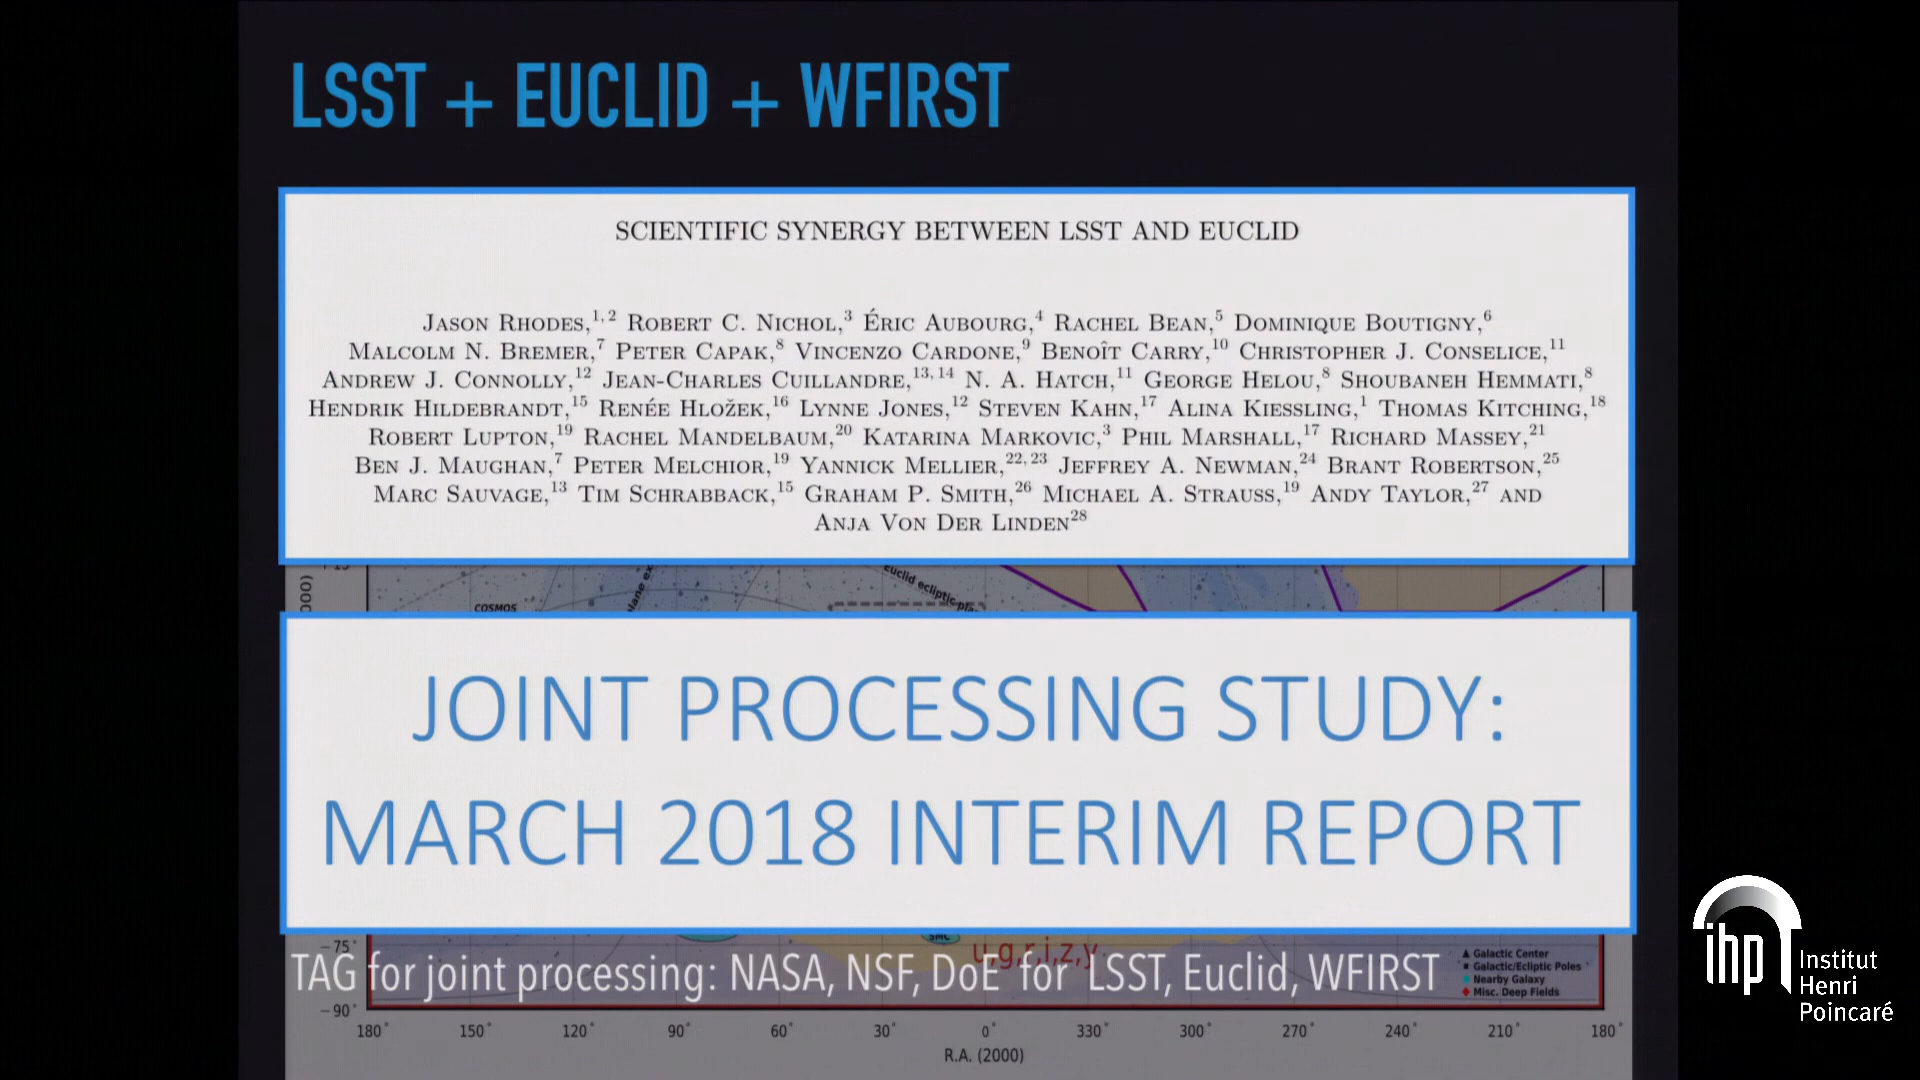 LSST + EUCLID + WFIRST
SCIENTIFIC SYNERGY BETWEEN LSST AND EUCLID
Jason Rhodes,1, 2 Robert C. Nichol,3 Éric Aubourg,4 Rachel Bean,5 Dominique Boutigny,6
Malcolm N. Bremer,7 Peter Capak,8 Vincenzo Cardone,9 Benoît Carry,10 Christopher J. Conselice,11
Andrew J. Connolly,12 Jean-Charles Cuillandre,13, 14 N. A. Hatch,11 George Helou,8 Shoubaneh Hemmati,8
Hendrik Hildebrandt,15 Renée Hložek,16 Lynne Jones,12 Steven Kahn,17 Alina Kiessling,1 Thomas Kitching,18
Robert Lupton,19 Rachel Mandelbaum,20 Katarina Markovic,3 Phil Marshall,17 Richard Massey,21
Ben J. Maughan,7 Peter Melchior,19 Yannick Mellier,22, 23 Jeffrey A. Newman,24 Brant Robertson,25
Marc Sauvage,13 Tim Schrabback,15 Graham P. Smith,26 Michael A. Strauss,19 Andy Taylor,27 and
Anja Von Der Linden28
Euclid ecliptic
COSMOS
JOINT PROCESSING STUDY:
MARCH 2018 INTERIM REPORT
−75°
SMC
u,g,r,i,z,y
Galactic Center
Galactic/Ecliptic Poles
Nearby Galaxy
Misc. Deep Fields
TAG for joint processing: NASA, NSF, DoE for LSST, Euclid, WFIRST
−90°
180° 150° 120° 90° 60° 30° 0° 330° 300° 270° 240° 210° 180°
R.A. (2000)
ihp Institut
Henri
Poincaré